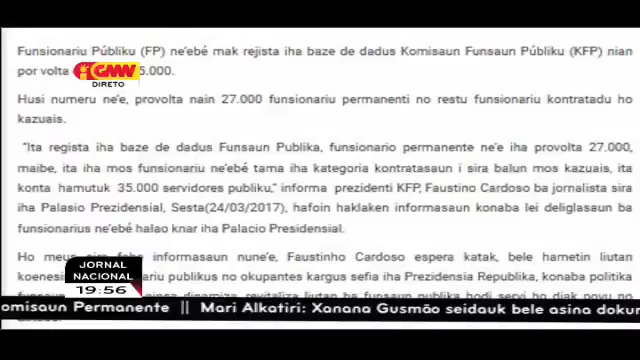 Funsionariu Públiku (FP) ne'ebé mak rejista iha baze de dadus Komisaun Funsaun Públiku (KFP) nian
por volta 5.000.
GMN
DIRETO
Husi numeru ne'e, provolta nain 27.000 funsionariu permanenti no restu funsionariu kontratadu ho
kazuais.
"Ita regista iha baze de dadus Funsaun Publika, funsionario permanente ne'e iha provolta 27.000,
maibe, ita iha mos funsionariu ne'ebé tama iha kategoria kontratasaun i sira balun mos kazuais, ita
konta hamutuk 35.000 servidores publiku," informa prezidenti KFP, Faustino Cardoso ba jornalista sira
iha Palasio Prezidensial, Sesta(24/03/2017), hafoin haklaken informasaun konaba lei deliglasaun ba
funsionarius ne'ebé halao knar iha Palacio Presidensial.
Ho meus informasaun nune'e, Faustinho Cardoso espera katak, bele hametin liutan
koenesi publikus no okupantes kargus sefia iha Prezidensia Republika, konaba politika
dinamiza, revitaliza liutan ba funsaun publika hodi servi ho diak povu no
JORNAL
NACIONAL
19:56
omisaun Permanente || Mari Alkatiri: Xanana Gusmão seidauk bele asina doku